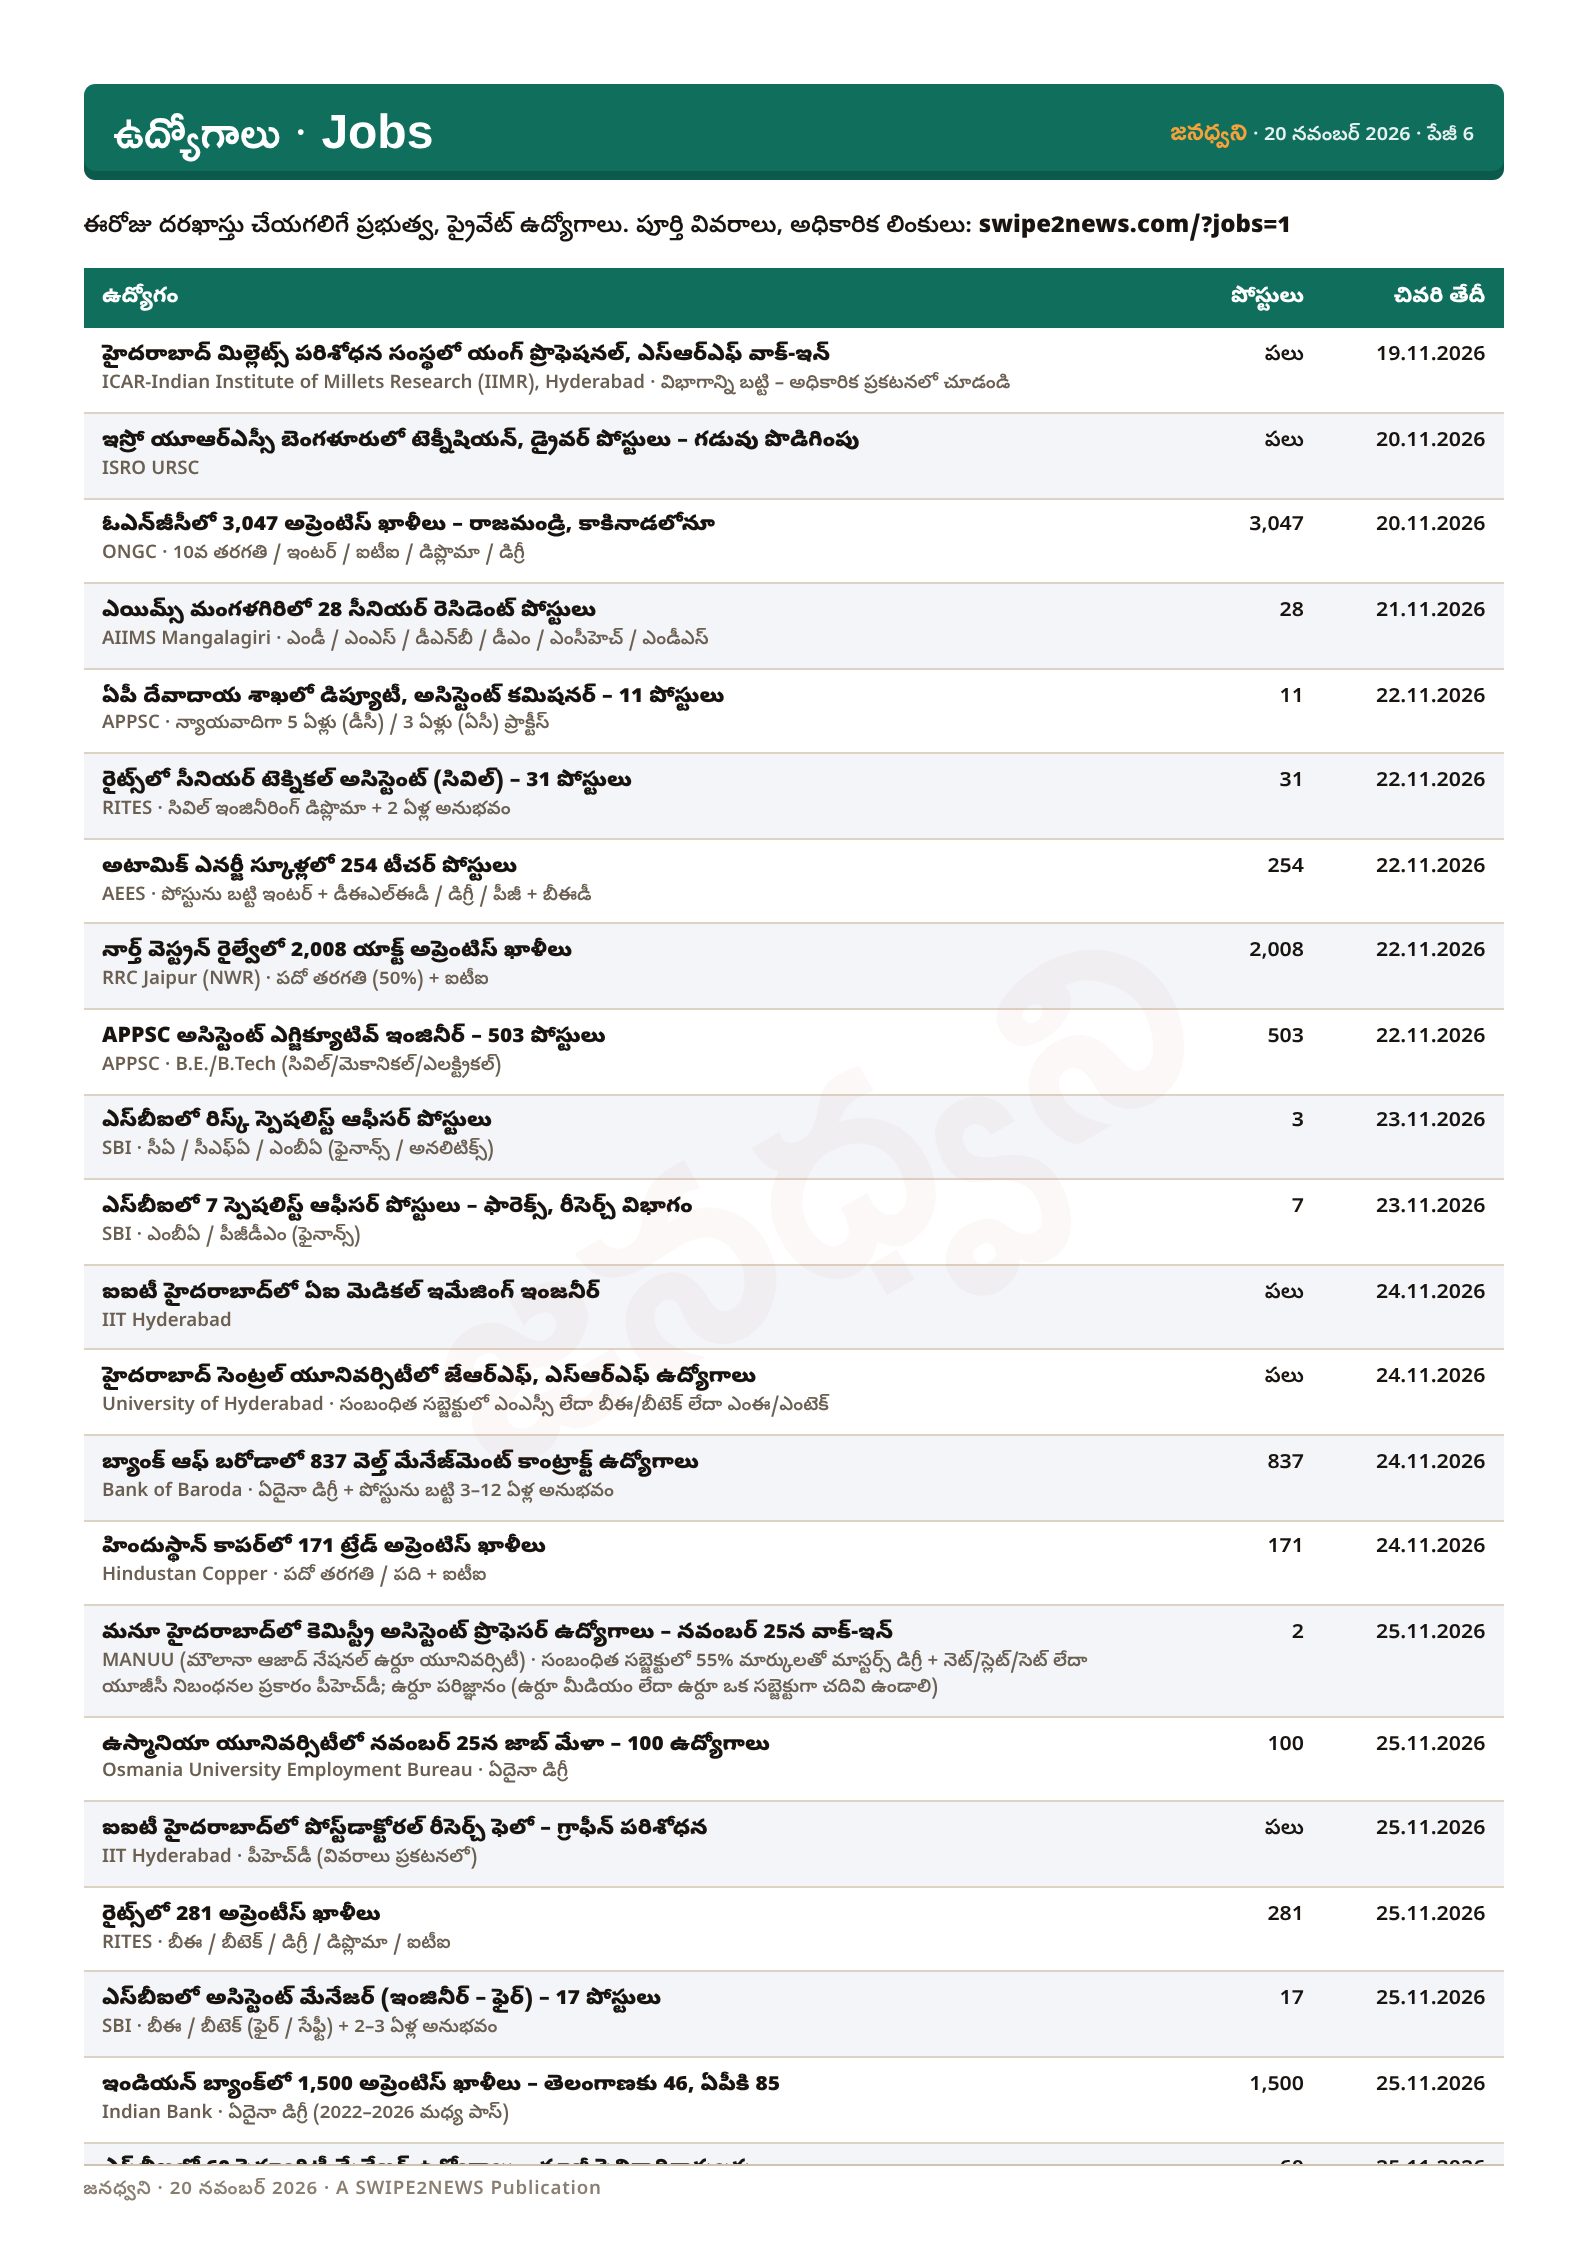 ఉద్యోగాలు · Jobs
జనధ్వని · 20 నవంబర్ 2026 · పేజీ 6
ఈరోజు దరఖాస్తు చేయగలిగే ప్రభుత్వ, ప్రైవేట్ ఉద్యోగాలు. పూర్తి వివరాలు, అధికారిక లింకులు: swipe2news.com/?jobs=1
ఉద్యోగం పోస్టులు చివరి తేదీ
హైదరాబాద్ మిల్లెట్స్ పరిశోధన సంస్థలో యంగ్ ప్రొఫెషనల్, ఎస్ఆర్ఎఫ్ వాక్-ఇన్ పలు 19.11.2026
ICAR-Indian Institute of Millets Research (IIMR), Hyderabad · విభాగాన్ని బట్టి – అధికారిక ప్రకటనలో చూడండి
ఇస్రో యూఆర్ఎస్సీ బెంగళూరులో టెక్నీషియన్, డ్రైవర్ పోస్టులు – గడువు పొడిగింపు పలు 20.11.2026
ISRO URSC
ఓఎన్‌జీసీలో 3,047 అప్రెంటిస్ ఖాళీలు – రాజమండ్రి, కాకినాడలోనూ 3,047 20.11.2026
ONGC · 10వ తరగతి / ఇంటర్ / ఐటీఐ / డిప్లొమా / డిగ్రీ
ఎయిమ్స్ మంగళగిరిలో 28 సీనియర్ రెసిడెంట్ పోస్టులు 28 21.11.2026
AIIMS Mangalagiri · ఎండీ / ఎంఎస్ / డీఎన్‌బీ / డీఎం / ఎంసీహెచ్ / ఎండీఎస్
ఏపీ దేవాదాయ శాఖలో డిప్యూటీ, అసిస్టెంట్ కమిషనర్ – 11 పోస్టులు 11 22.11.2026
APPSC · న్యాయవాదిగా 5 ఏళ్లు (డీసీ) / 3 ఏళ్లు (ఏసీ) ప్రాక్టీస్
రైట్స్‌లో సీనియర్ టెక్నికల్ అసిస్టెంట్ (సివిల్) – 31 పోస్టులు 31 22.11.2026
RITES · సివిల్ ఇంజినీరింగ్ డిప్లొమా + 2 ఏళ్ల అనుభవం
అటామిక్ ఎనర్జీ స్కూళ్లలో 254 టీచర్ పోస్టులు 254 22.11.2026
AEES · పోస్టును బట్టి ఇంటర్ + డీఈఎల్ఈడీ / డిగ్రీ / పీజీ + బీఈడీ
నార్త్ వెస్ట్రన్ రైల్వేలో 2,008 యాక్ట్ అప్రెంటిస్ ఖాళీలు 2,008 22.11.2026
RRC Jaipur (NWR) · పదో తరగతి (50%) + ఐటీఐ
APPSC అసిస్టెంట్ ఎగ్జిక్యూటివ్ ఇంజినీర్ – 503 పోస్టులు 503 22.11.2026
APPSC · B.E./B.Tech (సివిల్/మెకానికల్/ఎలక్ట్రికల్)
ఎస్‌బీఐలో రిస్క్ స్పెషలిస్ట్ ఆఫీసర్ పోస్టులు 3 23.11.2026
SBI · సీఏ / సీఎఫ్ఏ / ఎంబీఏ (ఫైనాన్స్ / అనలిటిక్స్)
ఎస్‌బీఐలో 7 స్పెషలిస్ట్ ఆఫీసర్ పోస్టులు – ఫారెక్స్, రీసెర్చ్ విభాగం 7 23.11.2026
SBI · ఎంబీఏ / పీజీడీఎం (ఫైనాన్స్)
ఐఐటీ హైదరాబాద్‌లో ఏఐ మెడికల్ ఇమేజింగ్ ఇంజనీర్ పలు 24.11.2026
IIT Hyderabad
హైదరాబాద్ సెంట్రల్ యూనివర్సిటీలో జేఆర్ఎఫ్, ఎస్ఆర్ఎఫ్ ఉద్యోగాలు పలు 24.11.2026
University of Hyderabad · సంబంధిత సబ్జెక్టులో ఎంఎస్సీ లేదా బీఈ/బీటెక్ లేదా ఎంఈ/ఎంటెక్
బ్యాంక్ ఆఫ్ బరోడాలో 837 వెల్త్ మేనేజ్‌మెంట్ కాంట్రాక్ట్ ఉద్యోగాలు 837 24.11.2026
Bank of Baroda · ఏదైనా డిగ్రీ + పోస్టును బట్టి 3–12 ఏళ్ల అనుభవం
హిందుస్థాన్ కాపర్‌లో 171 ట్రేడ్ అప్రెంటిస్ ఖాళీలు 171 24.11.2026
Hindustan Copper · పదో తరగతి / పది + ఐటీఐ
మనూ హైదరాబాద్‌లో కెమిస్ట్రీ అసిస్టెంట్ ప్రొఫెసర్ ఉద్యోగాలు – నవంబర్ 25న వాక్-ఇన్ 2 25.11.2026
MANUU (మౌలానా ఆజాద్ నేషనల్ ఉర్దూ యూనివర్సిటీ) · సంబంధిత సబ్జెక్టులో 55% మార్కులతో మాస్టర్స్ డిగ్రీ + నెట్/స్లెట్/సెట్ లేదా
యూజీసీ నిబంధనల ప్రకారం పీహెచ్‌డీ; ఉర్దూ పరిజ్ఞానం (ఉర్దూ మీడియం లేదా ఉర్దూ ఒక సబ్జెక్టుగా చదివి ఉండాలి)
ఉస్మానియా యూనివర్సిటీలో నవంబర్ 25న జాబ్ మేళా – 100 ఉద్యోగాలు 100 25.11.2026
Osmania University Employment Bureau · ఏదైనా డిగ్రీ
ఐఐటీ హైదరాబాద్‌లో పోస్ట్‌డాక్టోరల్ రీసెర్చ్ ఫెలో – గ్రాఫీన్ పరిశోధన పలు 25.11.2026
IIT Hyderabad · పీహెచ్‌డీ (వివరాలు ప్రకటనలో)
రైట్స్‌లో 281 అప్రెంటీస్ ఖాళీలు 281 25.11.2026
RITES · బీఈ / బీటెక్ / డిగ్రీ / డిప్లొమా / ఐటీఐ
ఎస్‌బీఐలో అసిస్టెంట్ మేనేజర్ (ఇంజినీర్ – ఫైర్) – 17 పోస్టులు 17 25.11.2026
SBI · బీఈ / బీటెక్ (ఫైర్ / సేఫ్టీ) + 2–3 ఏళ్ల అనుభవం
ఇండియన్ బ్యాంక్‌లో 1,500 అప్రెంటిస్ ఖాళీలు – తెలంగాణకు 46, ఏపీకి 85 1,500 25.11.2026
Indian Bank · ఏదైనా డిగ్రీ (2022–2026 మధ్య పాస్)
జనధ్వని · 20 నవంబర్ 2026 · A SWIPE2NEWS Publication
జనధ్వని